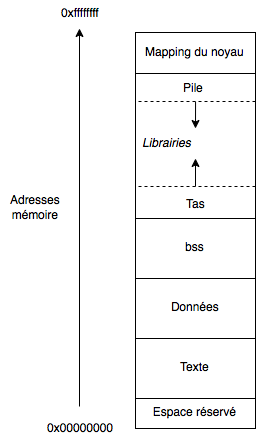 0xffffffff
Mapping du noyau
Pile
Librairies
Adresses
mémoire
Tas
bss
Données
Texte
Espace réservé
0x00000000